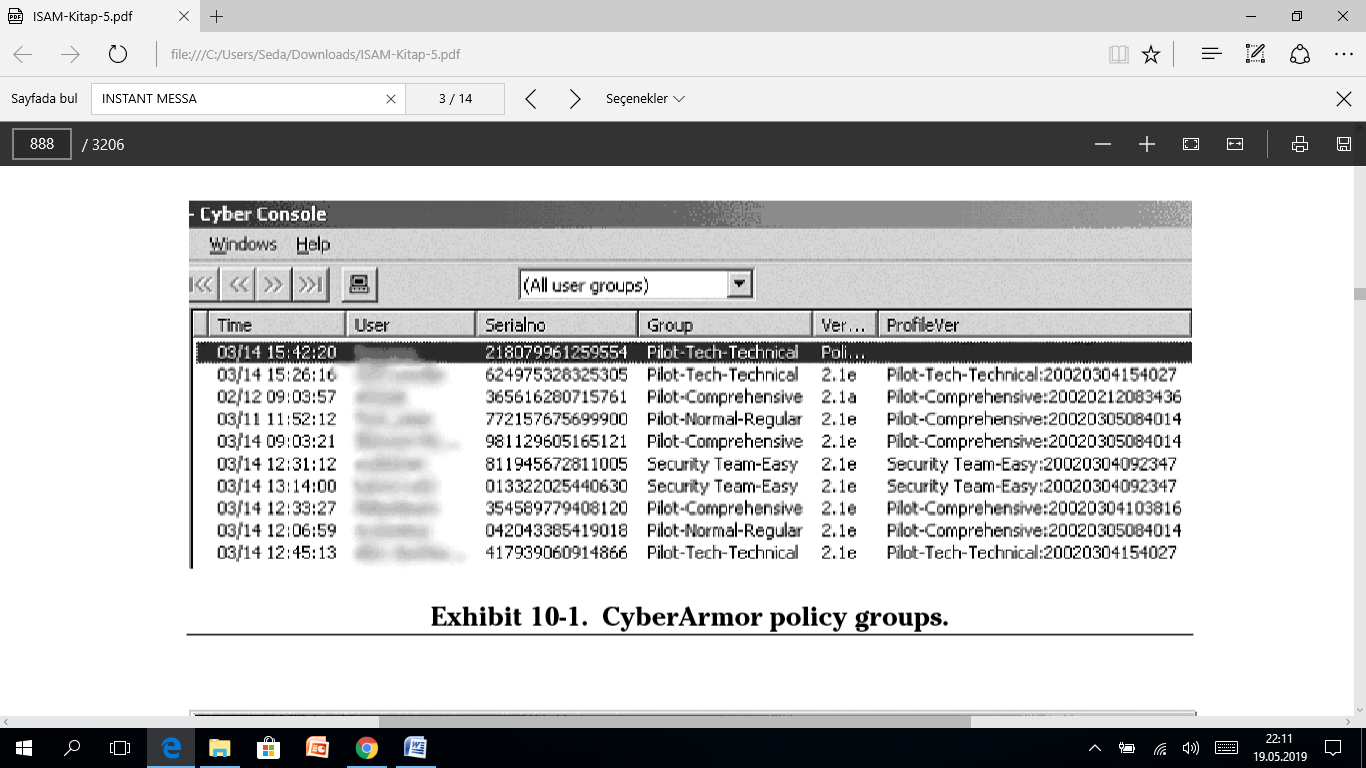 ISAM-Kitap-5.pdf
file:///C:/Users/Seda/Downloads/ISAM-Kitap-5.pdf
Sayfada bul INSTANT MESSA 3 / 14 Seçenekler
888 / 3206
- Cyber Console
Windows Help
(All user groups)
Time User Serialno Group Ver... ProfileVer
03/14 15:42:20 218079961259554 Pilot-Tech-Technical Poli...
03/14 15:26:16 624975328325305 Pilot-Tech-Technical 2.1e Pilot-Tech-Technical:20020304154027
02/12 09:03:57 365616280715761 Pilot-Comprehensive 2.1a Pilot-Comprehensive:20020212083436
03/11 11:52:12 772157675699900 Pilot-Normal-Regular 2.1e Pilot-Comprehensive:20020305084014
03/14 09:03:21 981129605165121 Pilot-Comprehensive 2.1e Pilot-Comprehensive:20020305084014
03/14 12:31:12 811945672811005 Security Team-Easy 2.1e Security Team-Easy:20020304092347
03/14 13:14:00 013322025440630 Security Team-Easy 2.1e Security Team-Easy:20020304092347
03/14 12:33:27 354589779408120 Pilot-Comprehensive 2.1e Pilot-Comprehensive:20020304103816
03/14 12:06:59 042043385419018 Pilot-Normal-Regular 2.1e Pilot-Comprehensive:20020305084014
03/14 12:45:13 417939060914866 Pilot-Tech-Technical 2.1e Pilot-Tech-Technical:20020304154027
Exhibit 10-1. CyberArmor policy groups.
22:11
19.05.2019